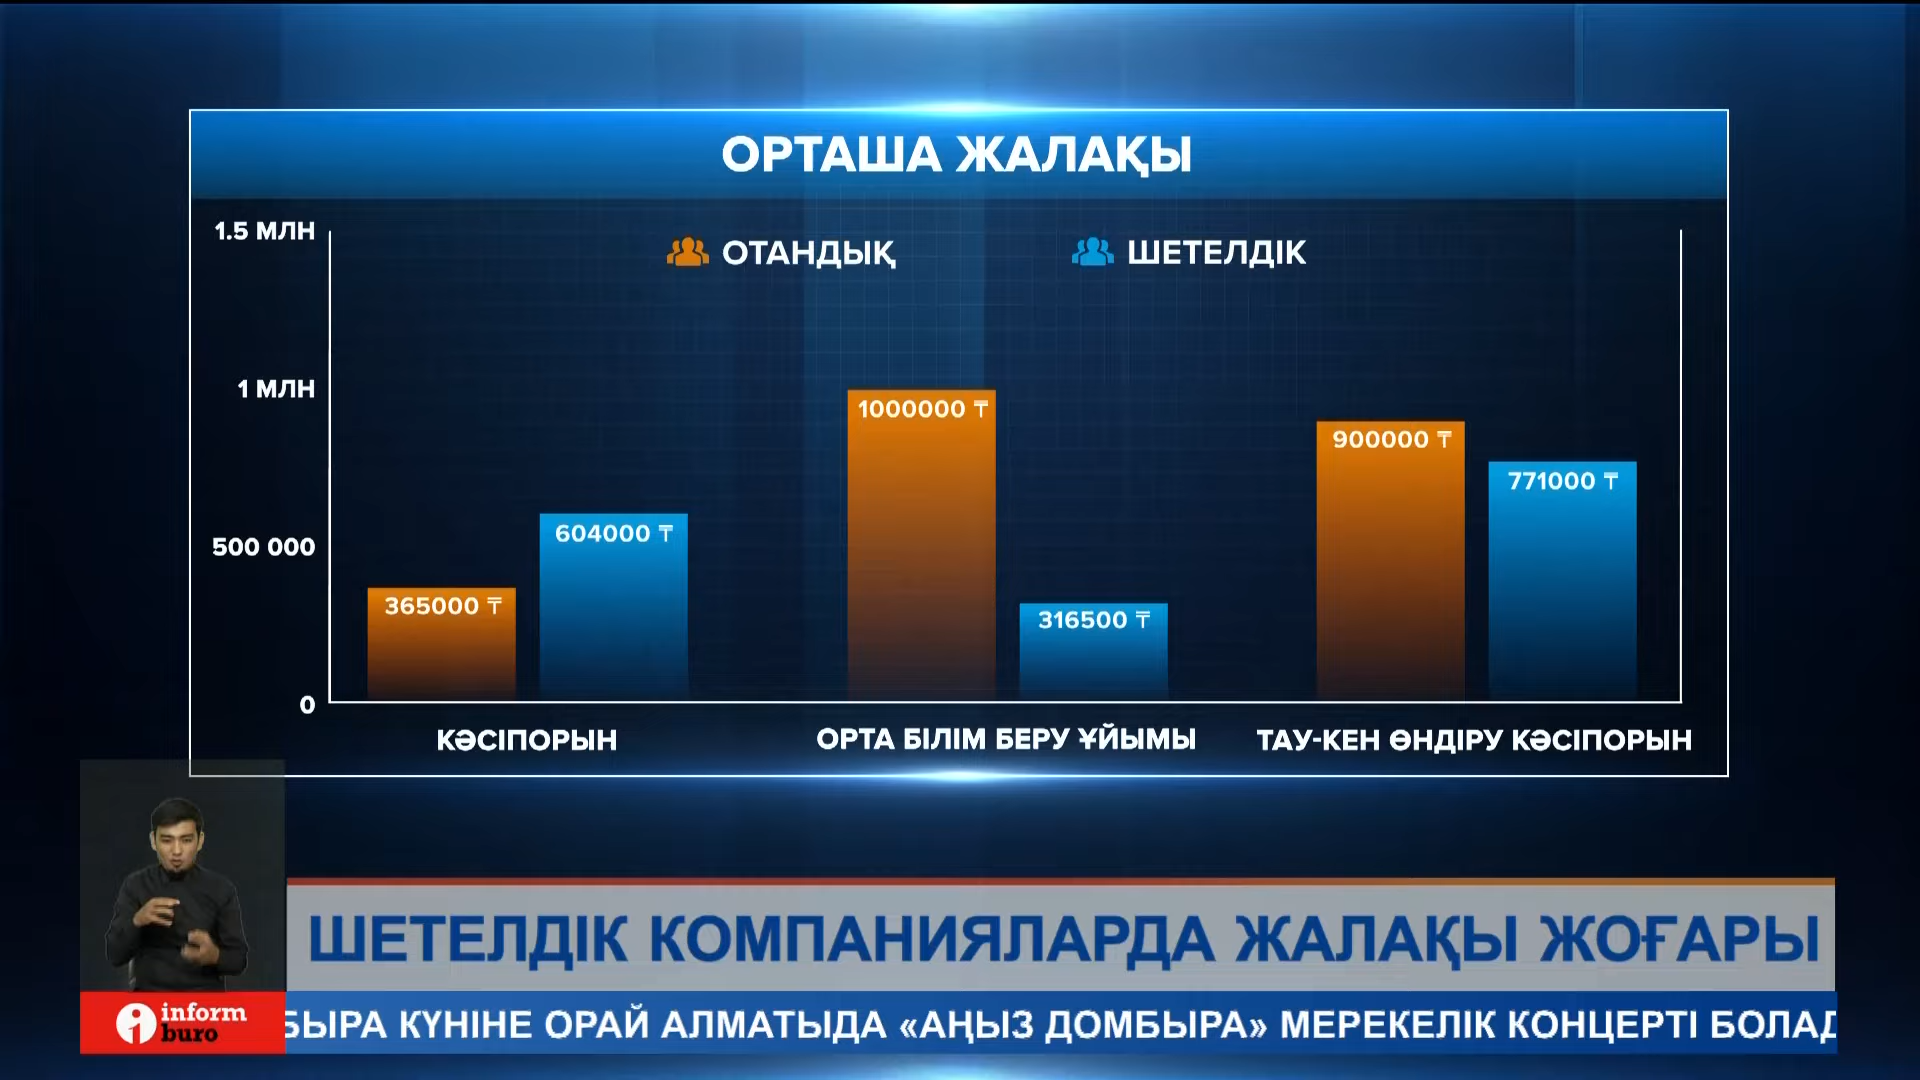 ОРТАША ЖАЛАҚЫ
ОТАНДЫҚ
ШЕТЕЛДІК
1.5 МЛН
1 МЛН
500 000
0
365000 ₸
604000 ₸
1000000 ₸
316500 ₸
900000 ₸
771000 ₸
КӘСІПОРЫН
ОРТА БІЛІМ БЕРУ ҰЙЫМЫ
ТАУ-КЕН ӨНДІРУ КӘСІПОРЫН
ШЕТЕЛДІК КОМПАНИЯЛАРДА ЖАЛАҚЫ ЖОҒАРЫ
inform
buro
БЫРА КҮНІНЕ ОРАЙ АЛМАТЫДА «АҢЫЗ ДОМБЫРА» МЕРЕКЕЛІК КОНЦЕРТІ БОЛАД